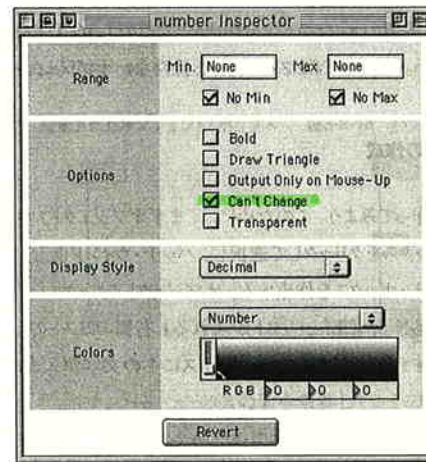 number Inspector
Range
Min. None Max. None
No Min No Max
Options
Bold
Draw Triangle
Output Only on Mouse-Up
Can't Change
Transparent
Display Style
Decimal
Colors
Number
R G B 0 0 0
Revert